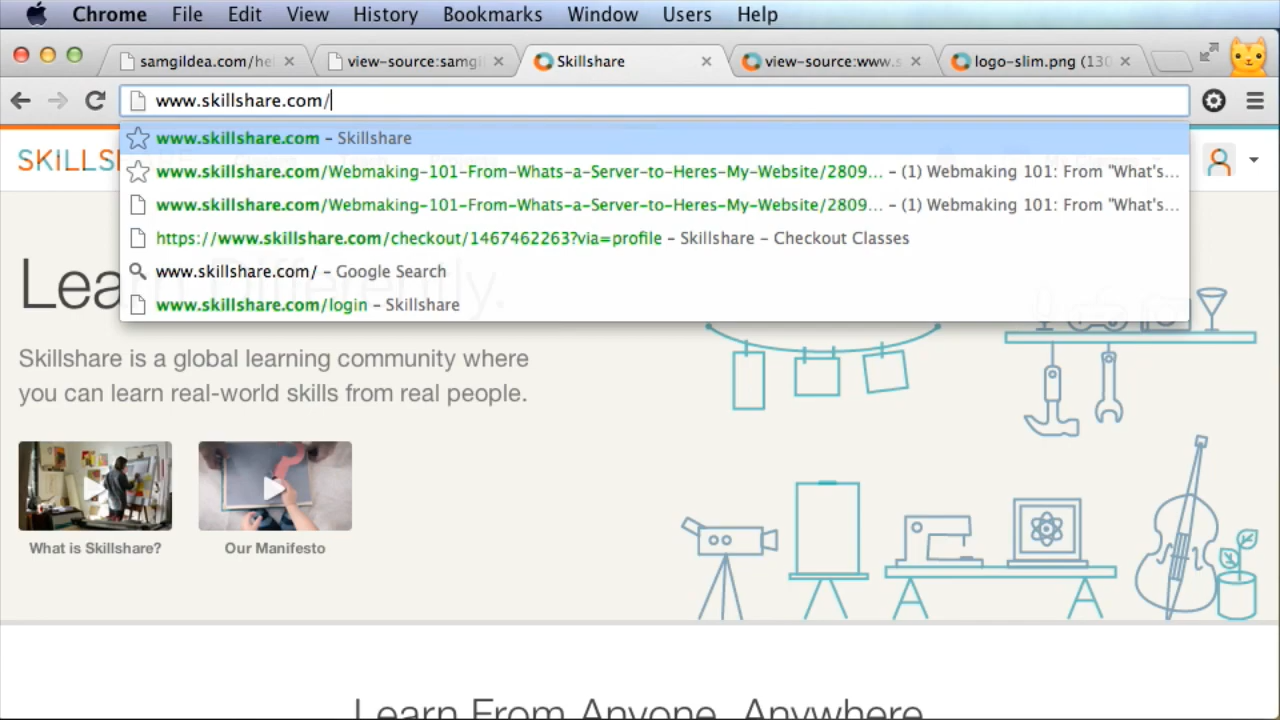 Chrome File Edit View History Bookmarks Window Users Help
samgildea.com/he view-source:samgi Skillshare view-source:www.s logo-slim.png (130
www.skillshare.com/
www.skillshare.com – Skillshare
www.skillshare.com/Webmaking-101-From-Whats-a-Server-to-Heres-My-Website/2809... – (1) Webmaking 101: From "What's...
www.skillshare.com/Webmaking-101-From-Whats-a-Server-to-Heres-My-Website/2809... – (1) Webmaking 101: From "What's...
https://www.skillshare.com/checkout/1467462263?via=profile – Skillshare – Checkout Classes
www.skillshare.com/ – Google Search
www.skillshare.com/login – Skillshare
SKILLS
Learn Differently.
Skillshare is a global learning community where
you can learn real-world skills from real people.
What is Skillshare? Our Manifesto
Learn From Anyone, Anywhere